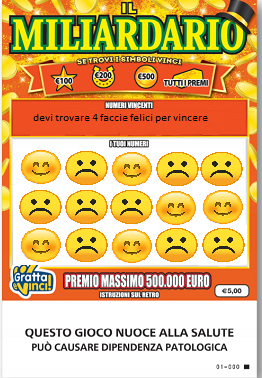 IL
MILIARDARIO
SE TROVI I SIMBOLI VINCI
€100
€200
€500
TUTTI I PREMI
NUMERI VINCENTI
devi trovare 4 faccie felici per vincere
I TUOI NUMERI
Gratta
e Vinci!
PREMIO MASSIMO 500.000 EURO
ISTRUZIONI SUL RETRO
€5,00
QUESTO GIOCO NUOCE ALLA SALUTE
PUÒ CAUSARE DIPENDENZA PATOLOGICA
01-000